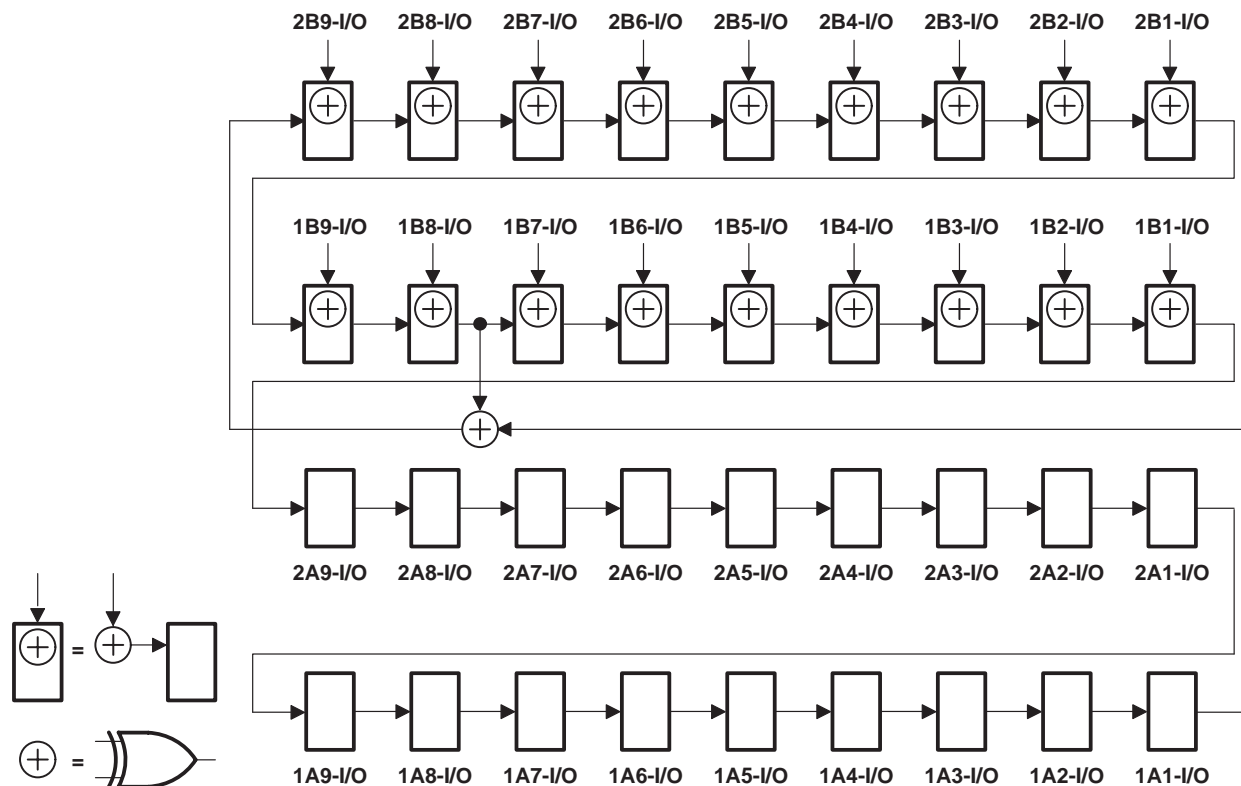 2B9-I/O 2B8-I/O 2B7-I/O 2B6-I/O 2B5-I/O 2B4-I/O 2B3-I/O 2B2-I/O 2B1-I/O
1B9-I/O 1B8-I/O 1B7-I/O 1B6-I/O 1B5-I/O 1B4-I/O 1B3-I/O 1B2-I/O 1B1-I/O
2A9-I/O 2A8-I/O 2A7-I/O 2A6-I/O 2A5-I/O 2A4-I/O 2A3-I/O 2A2-I/O 2A1-I/O
=
=
1A9-I/O 1A8-I/O 1A7-I/O 1A6-I/O 1A5-I/O 1A4-I/O 1A3-I/O 1A2-I/O 1A1-I/O